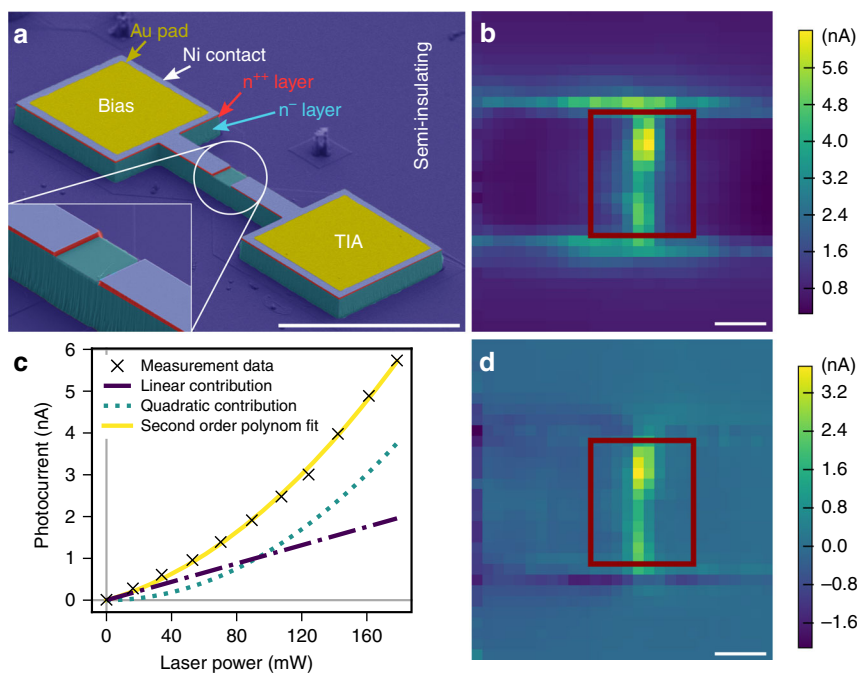 a
Au pad
Ni contact
n++ layer
n− layer
Bias
Semi-insulating
TIA
b
(nA)
5.6
4.8
4.0
3.2
2.4
1.6
0.8
c
6
5
4
3
2
1
0
Photocurrent (nA)
Measurement data
Linear contribution
Quadratic contribution
Second order polynom fit
0
40
80
120
160
Laser power (mW)
d
(nA)
3.2
2.4
1.6
0.8
0.0
−0.8
−1.6